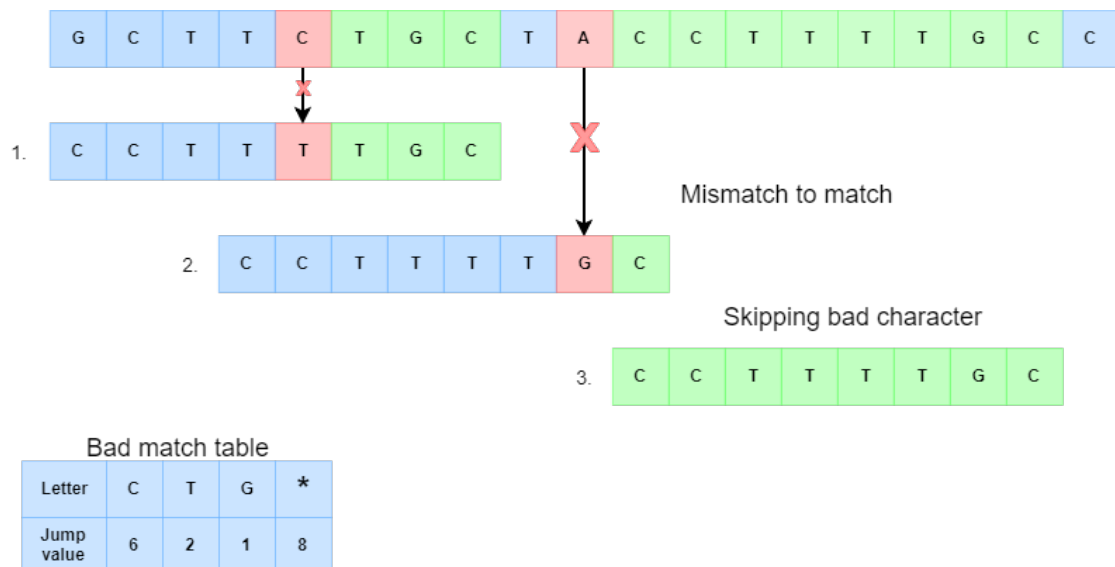 G C T T C T G C T A C C T T T T G C C
X
1. C C T T T T G C
X
Mismatch to match
2. C C T T T T G C
Skipping bad character
3. C C T T T T G C
Bad match table
Letter C T G *
Jump value 6 2 1 8